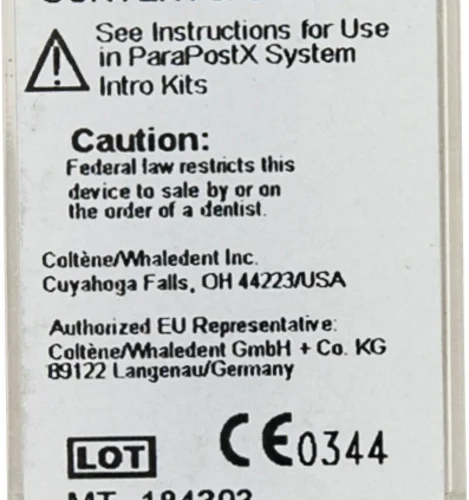 See Instructions for Use
in ParaPostX System
Intro Kits
Caution:
Federal law restricts this
device to sale by or on
the order of a dentist.
Coltène/Whaledent Inc.
Cuyahoga Falls, OH 44223/USA
Authorized EU Representative:
Coltène/Whaledent GmbH + Co. KG
89122 Langenau/Germany
LOT CE0344